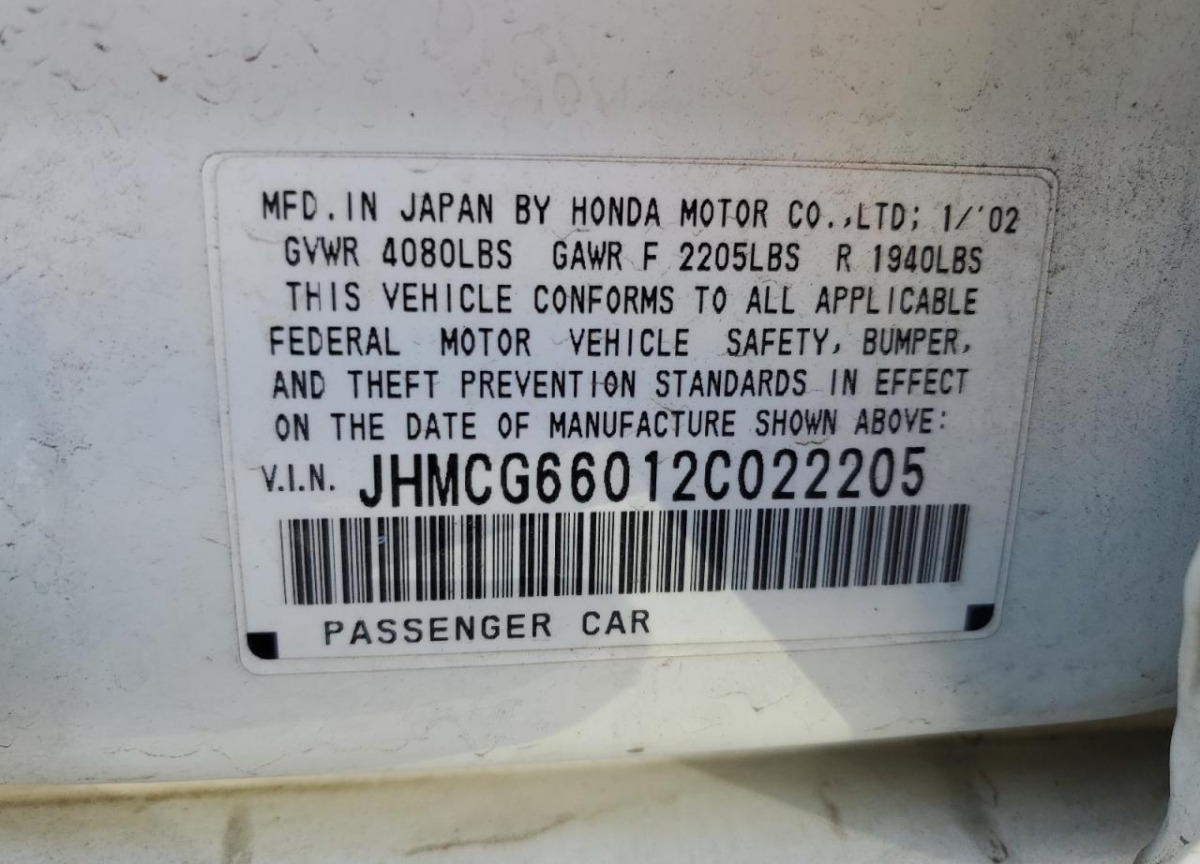 MFD. IN JAPAN BY HONDA MOTOR CO.,LTD; 1/'02
GVWR 4080LBS GAWR F 2205LBS R 1940LBS
THIS VEHICLE CONFORMS TO ALL APPLICABLE
FEDERAL MOTOR VEHICLE SAFETY, BUMPER,
AND THEFT PREVENTION STANDARDS IN EFFECT
ON THE DATE OF MANUFACTURE SHOWN ABOVE:
V.I.N. JHMCG66012C022205
PASSENGER CAR